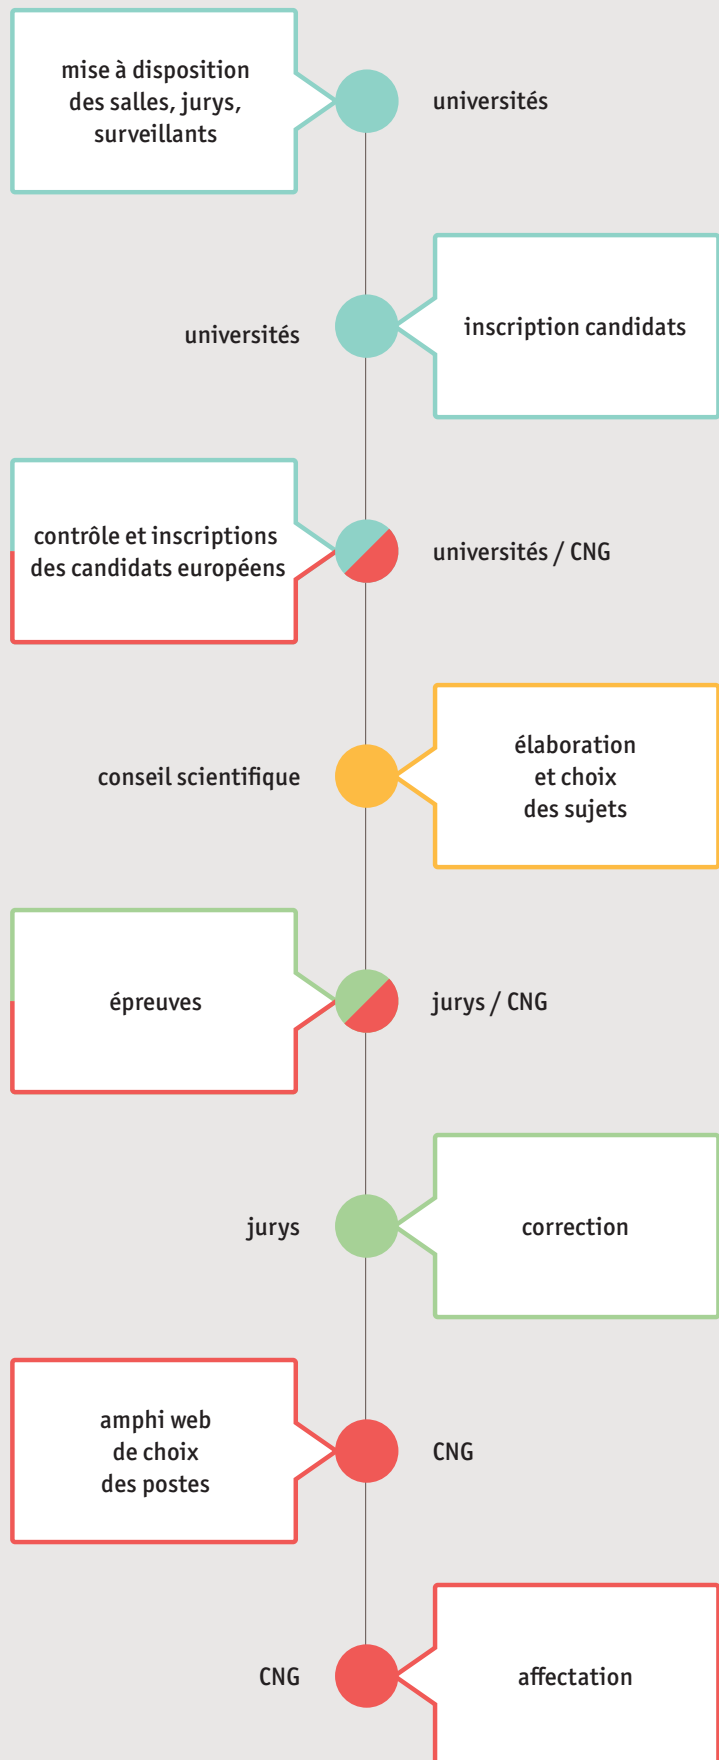 mise à disposition
des salles, jurys,
surveillants
universités
universités
inscription candidats
contrôle et inscriptions
des candidats européens
universités / CNG
conseil scientifique
élaboration
et choix
des sujets
épreuves
jurys / CNG
jurys
correction
amphi web
de choix
des postes
CNG
CNG
affectation